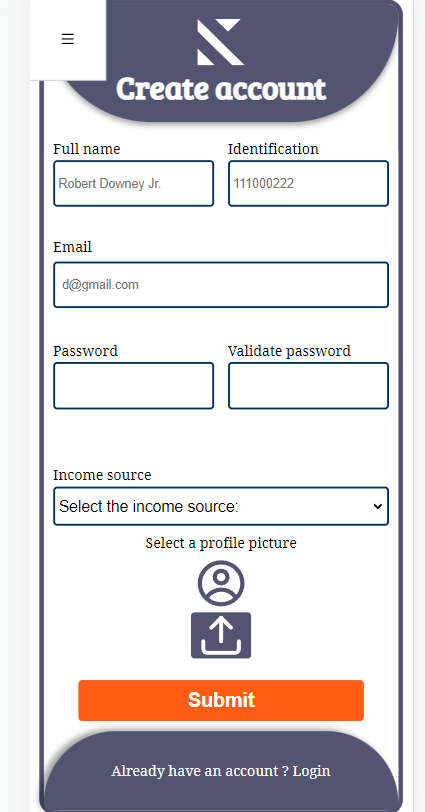 Create account
Full name Identification
Robert Downey Jr. 111000222
Email
d@gmail.com
Password Validate password
Income source
Select the income source:
Select a profile picture
Submit
Already have an account ? Login